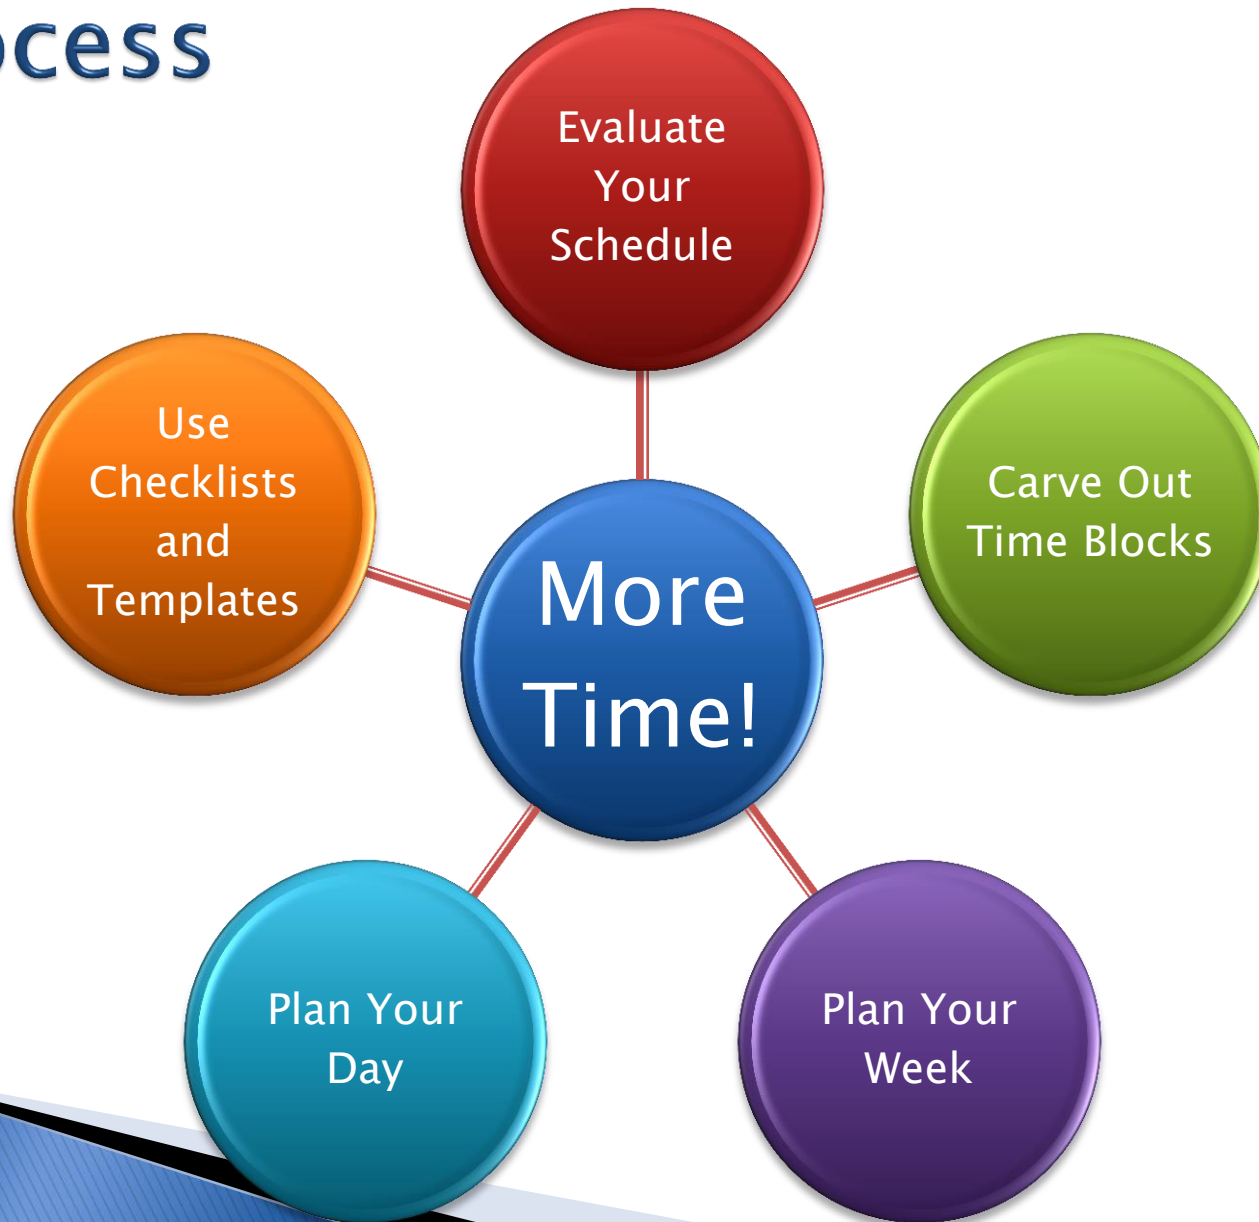 ocess
Evaluate
Your
Schedule
Carve Out
Time Blocks
Plan Your
Week
Plan Your
Day
Use
Checklists
and
Templates
More
Time!